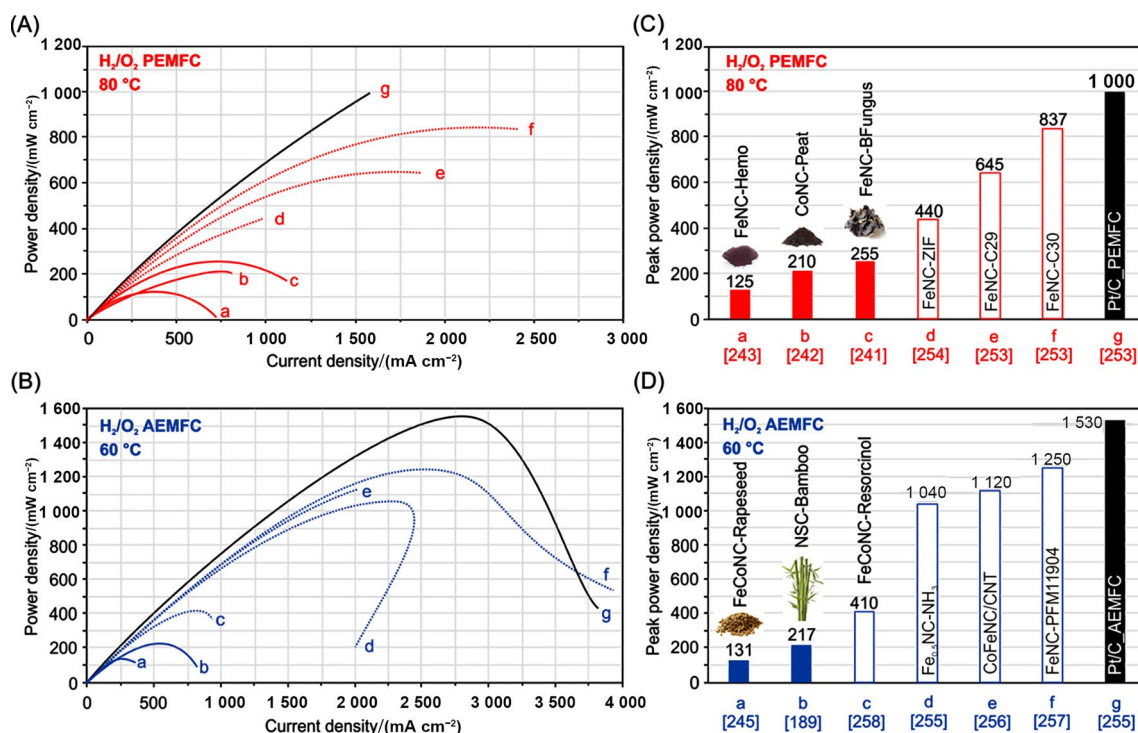 (A)
H₂/O₂ PEMFC
80 °C
Power density/(mW cm⁻²)
1 200
1 000
800
600
400
200
0
g
f
e
d
c
b
a
0 500 1 000 1 500 2 000 2 500 3 000
Current density/(mA cm⁻²)
(C)
H₂/O₂ PEMFC
80 °C
Peak power density/(mW cm⁻²)
1 200
1 000
800
600
400
200
0
FeNC-Hemo
125
CoNC-Peat
210
FeNC-BFungus
255
440
FeNC-ZIF
645
FeNC-C29
837
FeNC-C30
1 000
Pt/C_PEMFC
a b c d e f g
[243] [242] [241] [254] [253] [253] [253]
(B)
H₂/O₂ AEMFC
60 °C
Power density/(mW cm⁻²)
1 600
1 400
1 200
1 000
800
600
400
200
0
e
f
g
d
c
a
b
0 500 1 000 1 500 2 000 2 500 3 000 3 500 4 000
Current density/(mA cm⁻²)
(D)
H₂/O₂ AEMFC
60 °C
Peak power density/(mW cm⁻²)
1 600
1 400
1 200
1 000
800
600
400
200
0
FeCoNC-Rapeseed
131
NSC-Bamboo
217
FeCoNC-Resorcinol
410
1 040
Fe₀.₅NC-NH₃
1 120
CoFeNC/CNT
1 250
FeNC-PFM11904
1 530
Pt/C_AEMFC
a b c d e f g
[245] [189] [258] [255] [256] [257] [255]